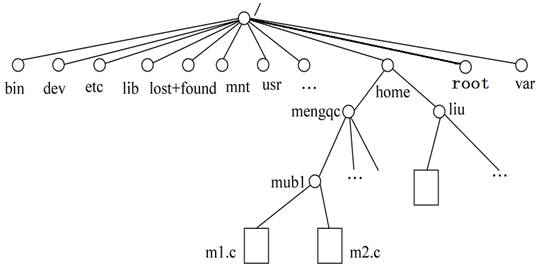 /
bin dev etc lib lost+found mnt usr ... home root var
mengqc liu
mub1 ... ...
m1.c m2.c